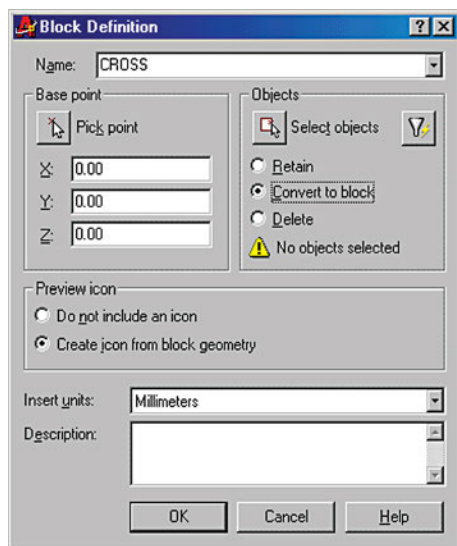 Block Definition
Name: CROSS
Base point
Pick point
X: 0.00
Y: 0.00
Z: 0.00
Objects
Select objects
Retain
Convert to block
Delete
No objects selected
Preview icon
Do not include an icon
Create icon from block geometry
Insert units: Millimeters
Description:
OK Cancel Help